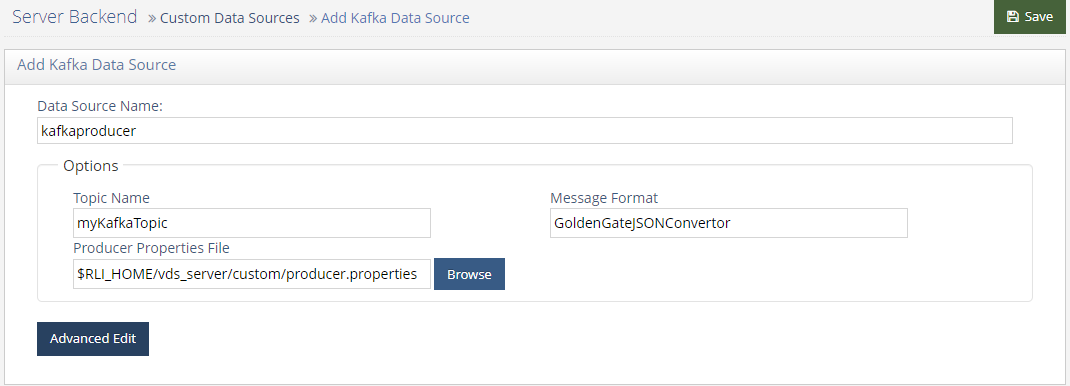 Server Backend » Custom Data Sources » Add Kafka Data Source Save
Add Kafka Data Source
Data Source Name:
kafkaproducer
Options
Topic Name Message Format
myKafkaTopic GoldenGateJSONConvertor
Producer Properties File
$RLI_HOME/vds_server/custom/producer.properties Browse
Advanced Edit